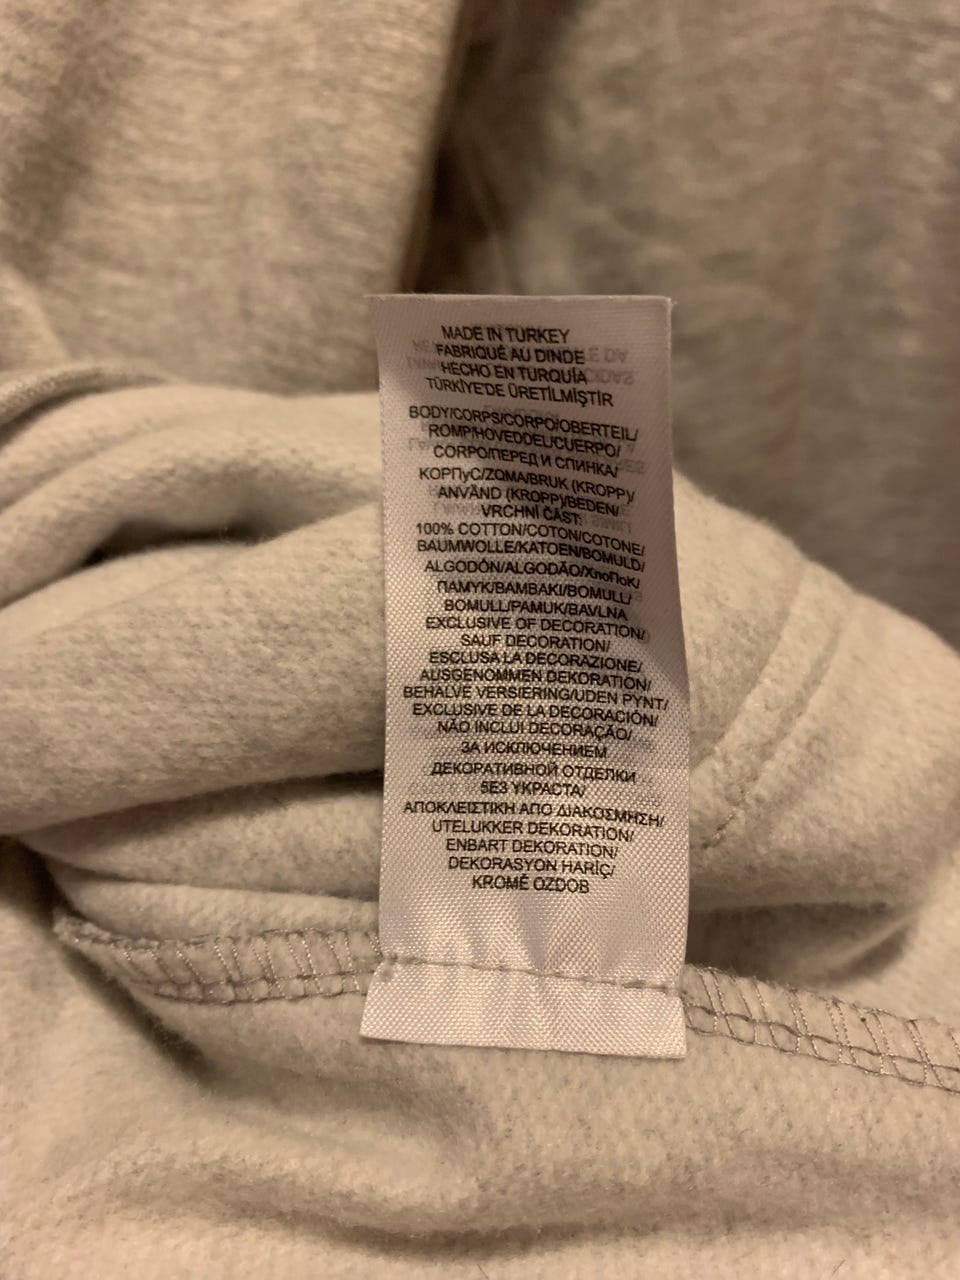 MADE IN TURKEY
FABRIQUÉ AU DINDE
HECHO EN TURQUÍA
TÜRKİYE'DE ÜRETİLMİŞTİR
BODY/CORPS/CORPO/OBERTEIL/
ROMP/HOVEDDEL/CUERPO/
CORPO/ПЕРЕД И СПИНКА/
КОРПуС/ΖΩΜΑ/BRUK (KROPP)/
ANVÄND (KROPP)/BEDEN/
VRCHNÍ ČÁST:
100% COTTON/COTON/COTONE/
BAUMWOLLE/KATOEN/BOMULD/
ALGODÓN/ALGODÃO/ХлоПоК/
ПАМУК/ΒΑΜΒΑΚΙ/BOMULL/
BOMULL/PAMUK/BAVLNA
EXCLUSIVE OF DECORATION/
SAUF DECORATION/
ESCLUSA LA DECORAZIONE/
AUSGENOMMEN DEKORATION/
BEHALVE VERSIERING/UDEN PYNT/
EXCLUSIVE DE LA DECORACIÓN/
NÃO INCLUI DECORAÇÃO/
ЗА ИСКЛЮЧЕНИЕМ
ДЕКОРАТИВНОЙ ОТДЕЛКИ
БЕЗ УКРАСТА/
ΑΠΟΚΛΕΙΣΤΙΚΗ ΑΠΟ ΔΙΑΚΟΣΜΗΣΗ/
UTELUKKER DEKORATION/
ENBART DEKORATION/
DEKORASYON HARİÇ/
KROMĚ OZDOB